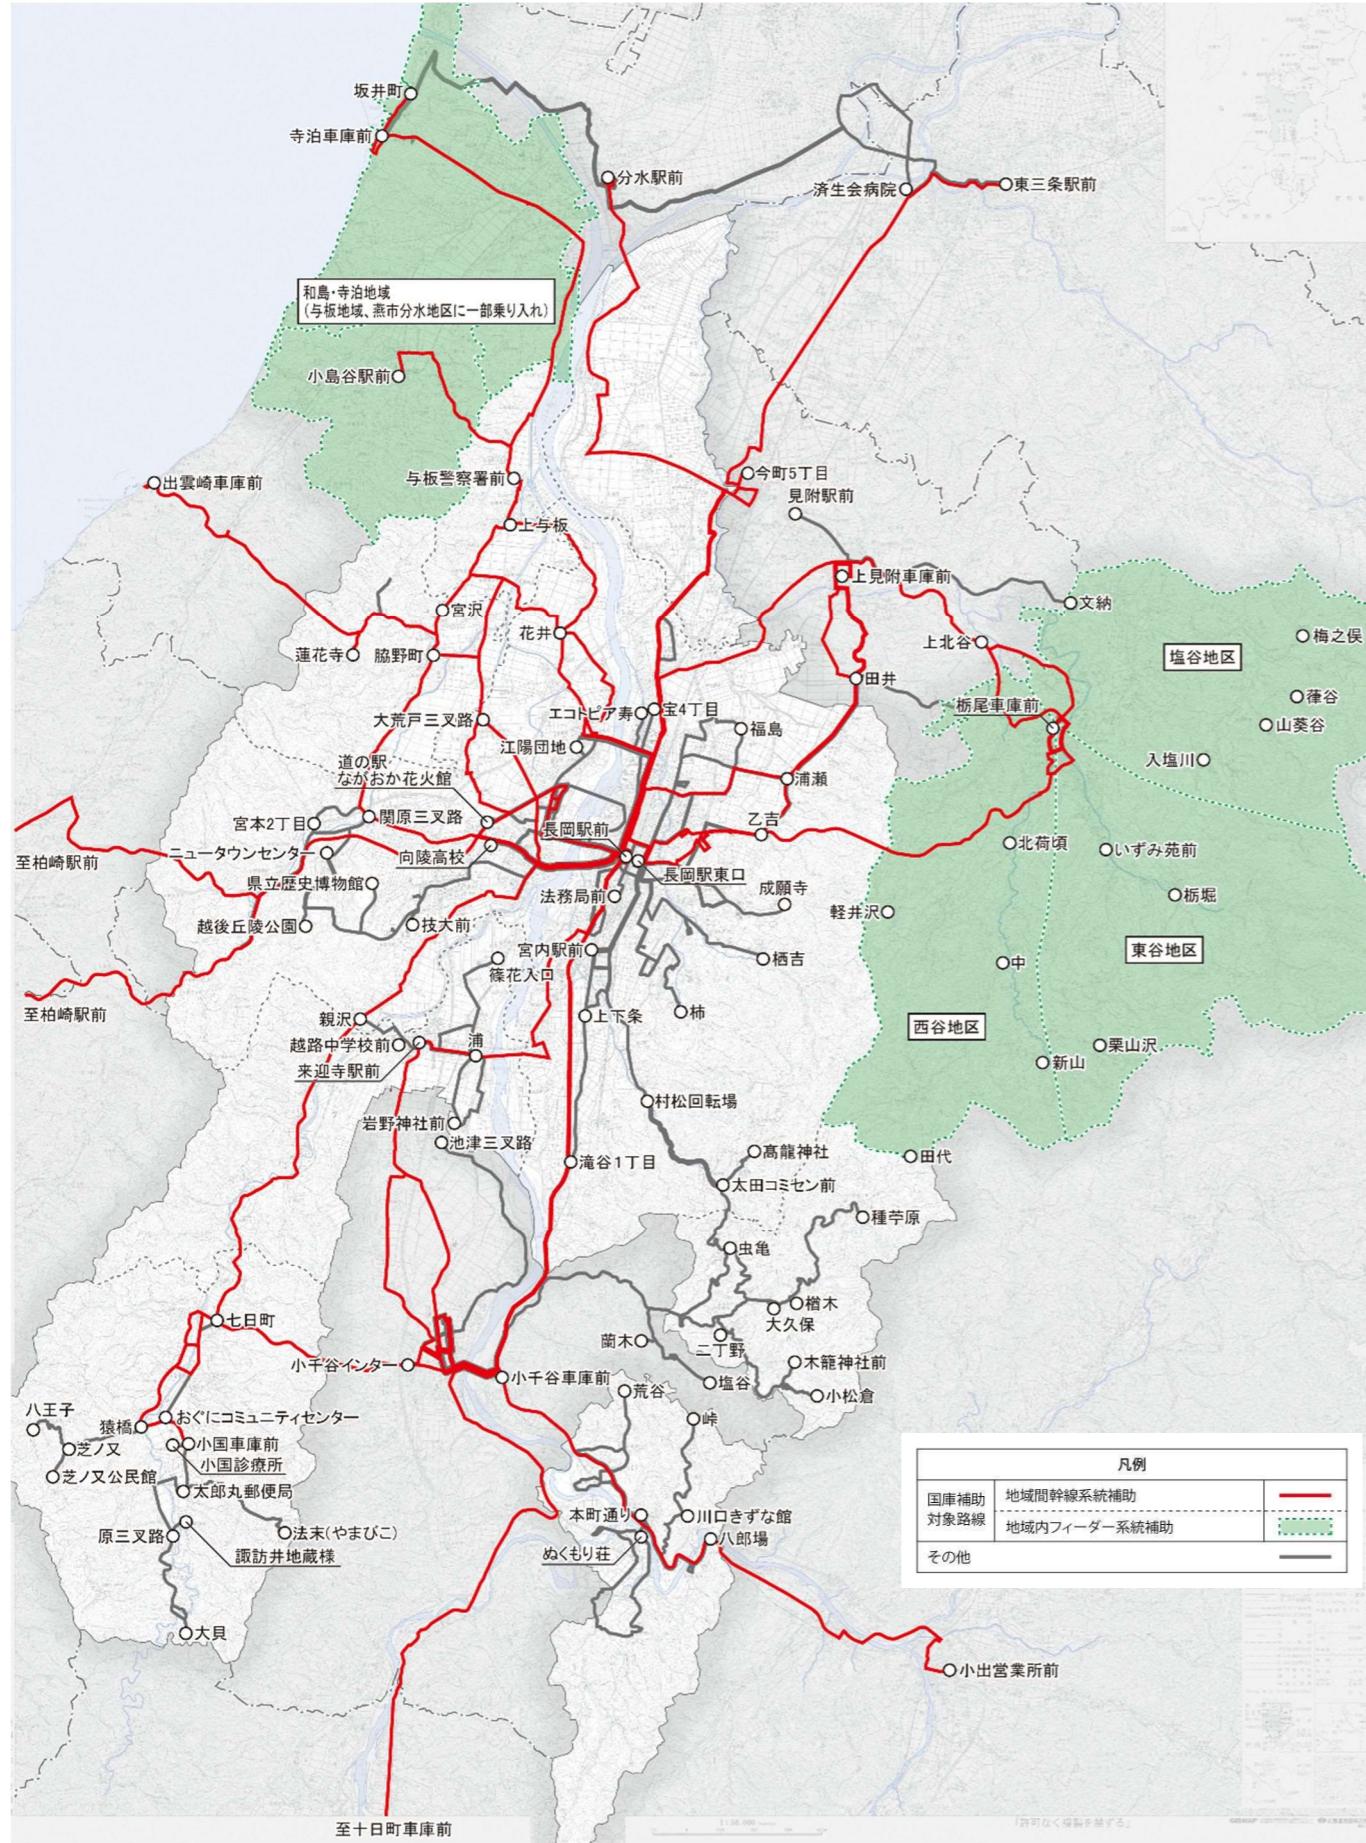 坂井町
寺泊車庫前
分水駅前
済生会病院
東三条駅前
和島・寺泊地域
(与板地域、燕市分水地区に一部乗り入れ)
小島谷駅前
出雲崎車庫前
与板警察署前
今町5丁目
見附駅前
上与板
上見附車庫前
文納
宮沢
花井
上北谷
梅之俣
塩谷地区
蓮花寺
脇野町
田井
栃尾車庫前
葎谷
山葵谷
大荒戸三叉路
エコトピア寿
宝4丁目
福島
江陽団地
入塩川
道の駅
ながおか花火館
浦瀬
宮本2丁目
関原三叉路
長岡駅前
乙吉
至柏崎駅前
ニュータウンセンター
向陵高校
北荷頃
いずみ苑前
長岡駅東口
県立歴史博物館
法務局前
成願寺
軽井沢
栃堀
越後丘陵公園
技大前
宮内駅前
栖吉
東谷地区
篠花入口
中
至柏崎駅前
親沢
上下条
柿
西谷地区
越路中学校前
浦
来迎寺駅前
栗山沢
新山
村松回転場
岩野神社前
池津三叉路
滝谷1丁目
髙龍神社
田代
太田コミセン前
種苧原
虫亀
楢木
大久保
七日町
蘭木
二丁野
小千谷インター
小千谷車庫前
木籠神社前
塩谷
小松倉
荒谷
峠
八王子
猿橋
おぐにコミュニティセンター
芝ノ又
小国車庫前
小国診療所
芝ノ又公民館
太郎丸郵便局
本町通り
川口きずな館
原三叉路
法末(やまびこ)
諏訪井地蔵様
ぬくもり荘
八郎場
大貝
小出営業所前
至十日町車庫前
凡例
国庫補助
対象路線
地域間幹線系統補助
地域内フィーダー系統補助
その他
「許可なく複製を禁ずる」